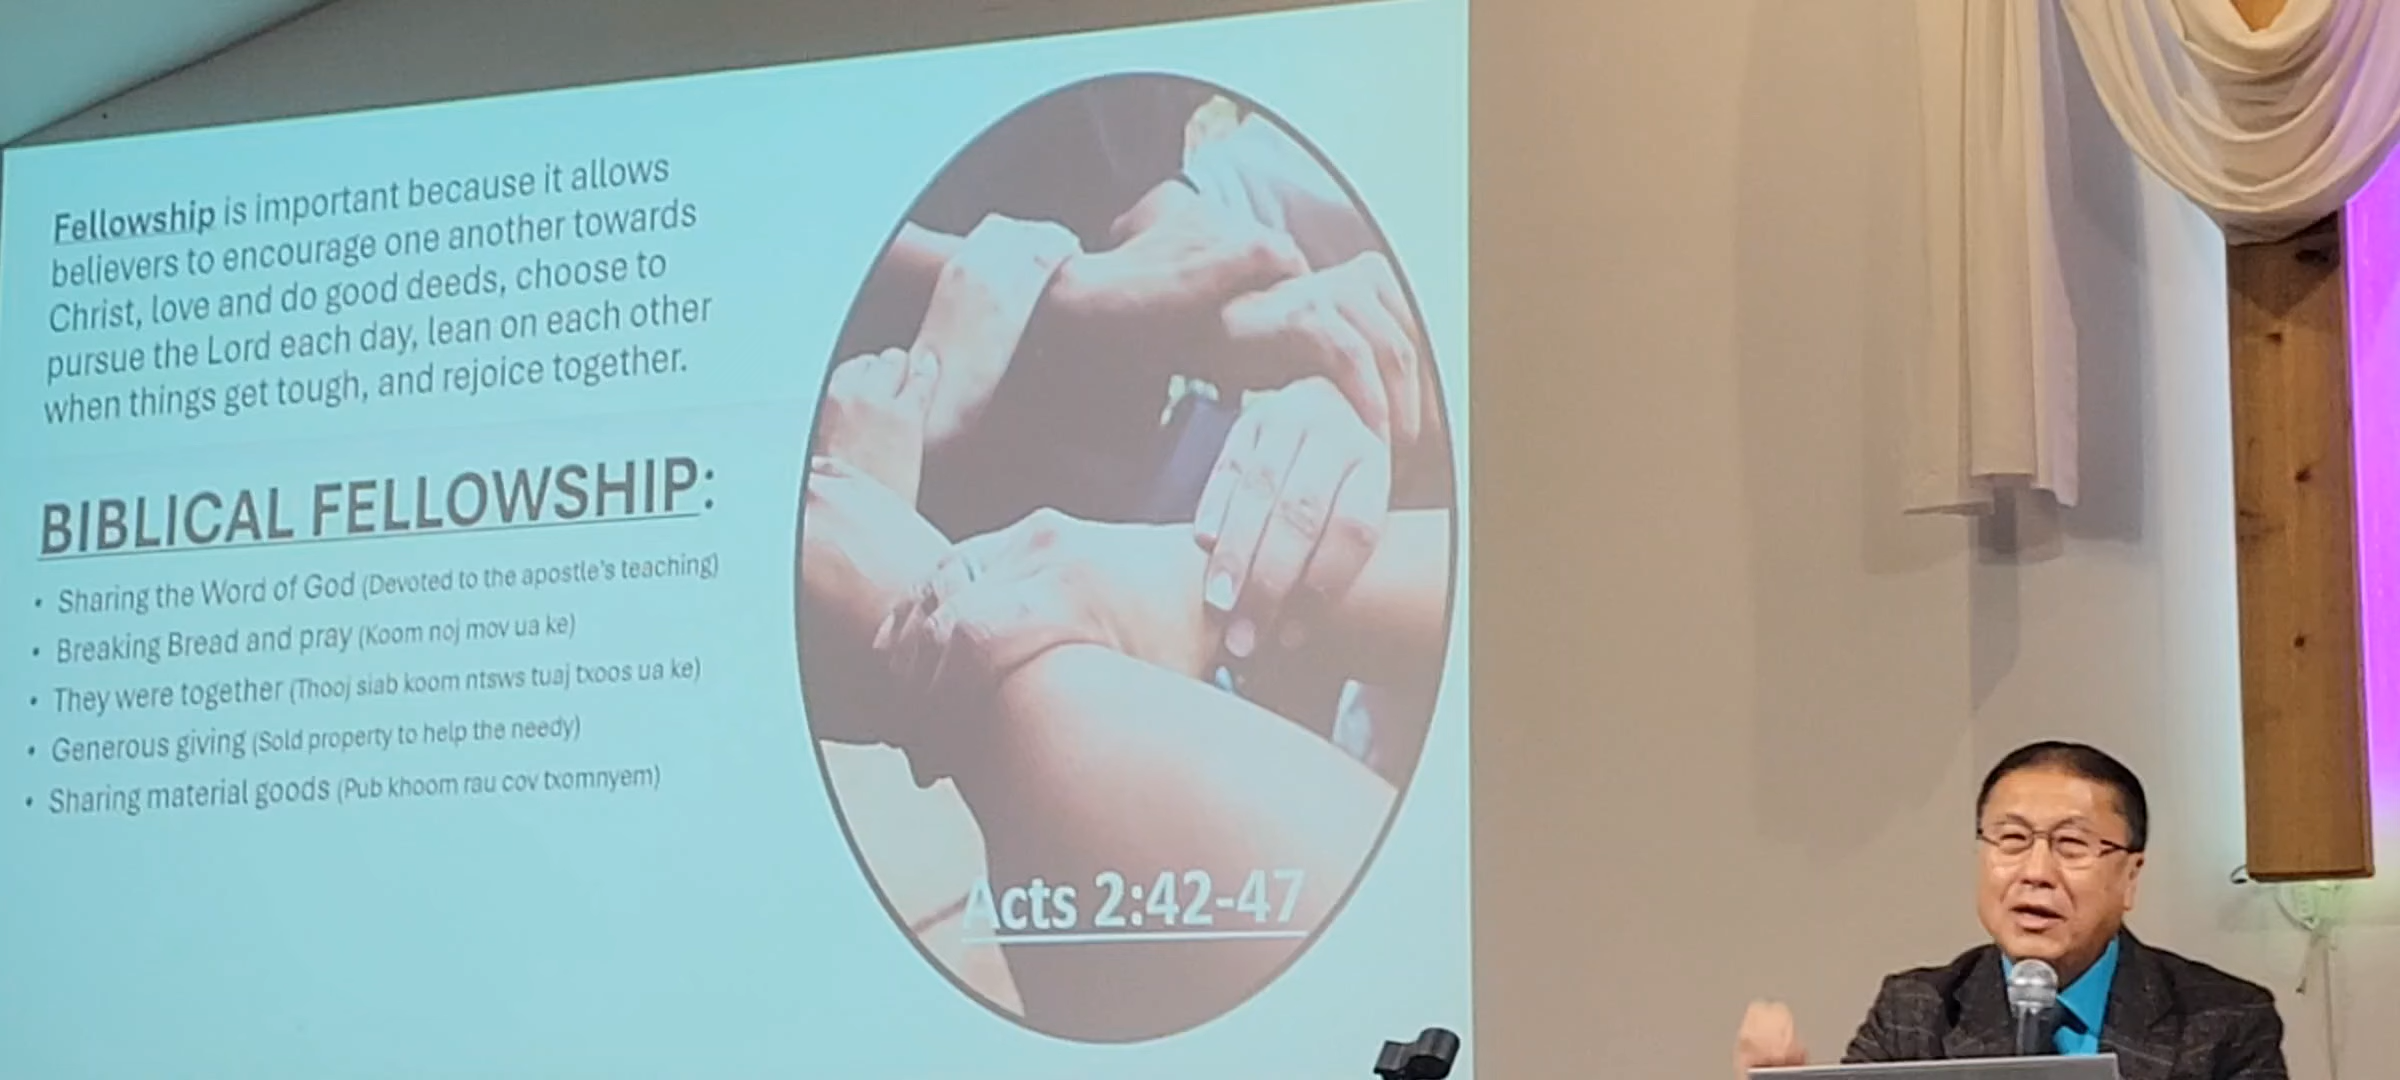 Fellowship is important because it allows
believers to encourage one another towards
Christ, love and do good deeds, choose to
pursue the Lord each day, lean on each other
when things get tough, and rejoice together.
BIBLICAL FELLOWSHIP:
• Sharing the Word of God (Devoted to the apostle's teaching)
• Breaking Bread and pray (Koom noj mov ua ke)
• They were together (Thooj siab koom ntsws tuaj txoos ua ke)
• Generous giving (Sold property to help the needy)
• Sharing material goods (Pub khoom rau cov txomnyem)
Acts 2:42-47